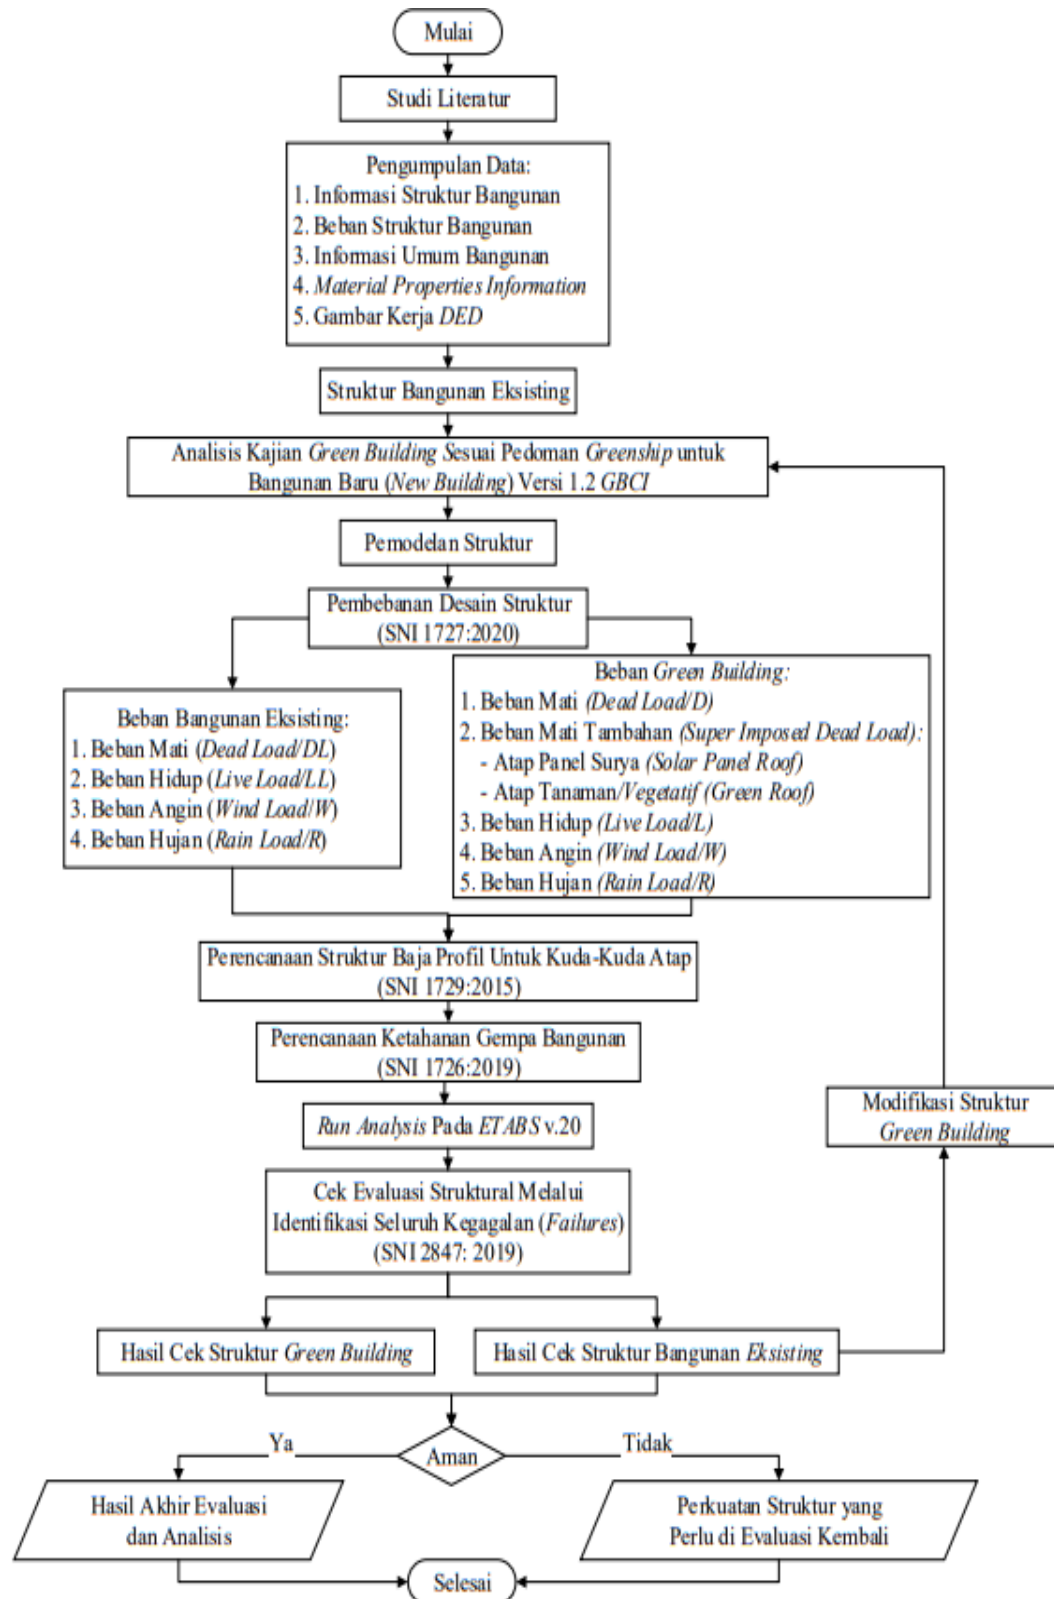 Mulai
Studi Literatur
Pengumpulan Data:
1. Informasi Struktur Bangunan
2. Beban Struktur Bangunan
3. Informasi Umum Bangunan
4. Material Properties Information
5. Gambar Kerja DED
Struktur Bangunan Eksisting
Analisis Kajian Green Building Sesuai Pedoman Greenship untuk
Bangunan Baru (New Building) Versi 1.2 GBCI
Pemodelan Struktur
Pembebanan Desain Struktur
(SNI 1727:2020)
Beban Bangunan Eksisting:
1. Beban Mati (Dead Load/DL)
2. Beban Hidup (Live Load/LL)
3. Beban Angin (Wind Load/W)
4. Beban Hujan (Rain Load/R)
Beban Green Building:
1. Beban Mati (Dead Load/D)
2. Beban Mati Tambahan (Super Imposed Dead Load):
- Atap Panel Surya (Solar Panel Roof)
- Atap Tanaman/Vegetatif (Green Roof)
3. Beban Hidup (Live Load/L)
4. Beban Angin (Wind Load/W)
5. Beban Hujan (Rain Load/R)
Perencanaan Struktur Baja Profil Untuk Kuda-Kuda Atap
(SNI 1729:2015)
Perencanaan Ketahanan Gempa Bangunan
(SNI 1726:2019)
Run Analysis Pada ETABS v.20
Modifikasi Struktur
Green Building
Cek Evaluasi Struktural Melalui
Identifikasi Seluruh Kegagalan (Failures)
(SNI 2847: 2019)
Hasil Cek Struktur Green Building
Hasil Cek Struktur Bangunan Eksisting
Ya
Aman
Tidak
Hasil Akhir Evaluasi
dan Analisis
Perkuatan Struktur yang
Perlu di Evaluasi Kembali
Selesai